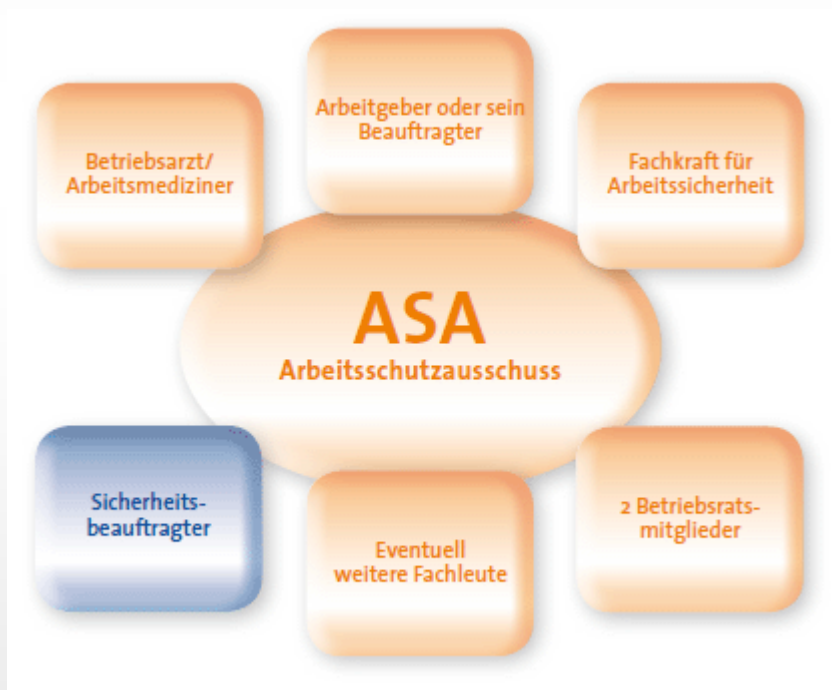 Arbeitgeber oder sein
Beauftragter
Betriebsarzt/
Arbeitsmediziner
Fachkraft für
Arbeitssicherheit
ASA
Arbeitsschutzausschuss
Sicherheits-
beauftragter
Eventuell
weitere Fachleute
2 Betriebsrats-
mitglieder